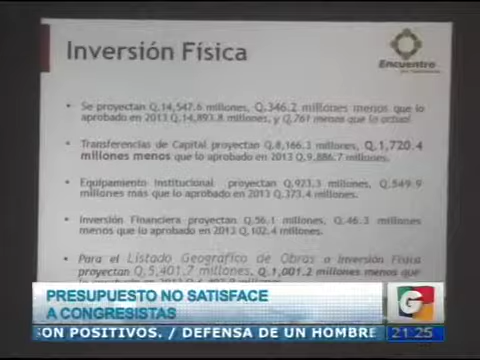 Inversión Física
Encuentro
• Se proyectan Q.14,547.6 millones, Q.346.2 millones menos que lo
aprobado en 2013 Q.14,893.8 millones, y Q.761 menos que lo actual
• Transferencias de Capital proyectan Q.8,166.3 millones, Q.1,720.4
millones menos que lo aprobado en 2013 Q.9,886.7 millones.
• Equipamiento Institucional proyectan Q.923.3 millones, Q.549.9
millones más que lo aprobado en 2013 Q.373.4 millones.
• Inversión Financiera proyectan Q.56.1 millones, Q.46.3 millones
menos que lo aprobado en 2013 Q.102.4 millones.
• Para el Listado Geográfico de Obras a Inversión Física
proyectan Q.5,401.7 millones, Q.1,001.2 millones menos que
PRESUPUESTO NO SATISFACE
A CONGRESISTAS
G
SON POSITIVOS. / DEFENSA DE UN HOMBRE
21:25